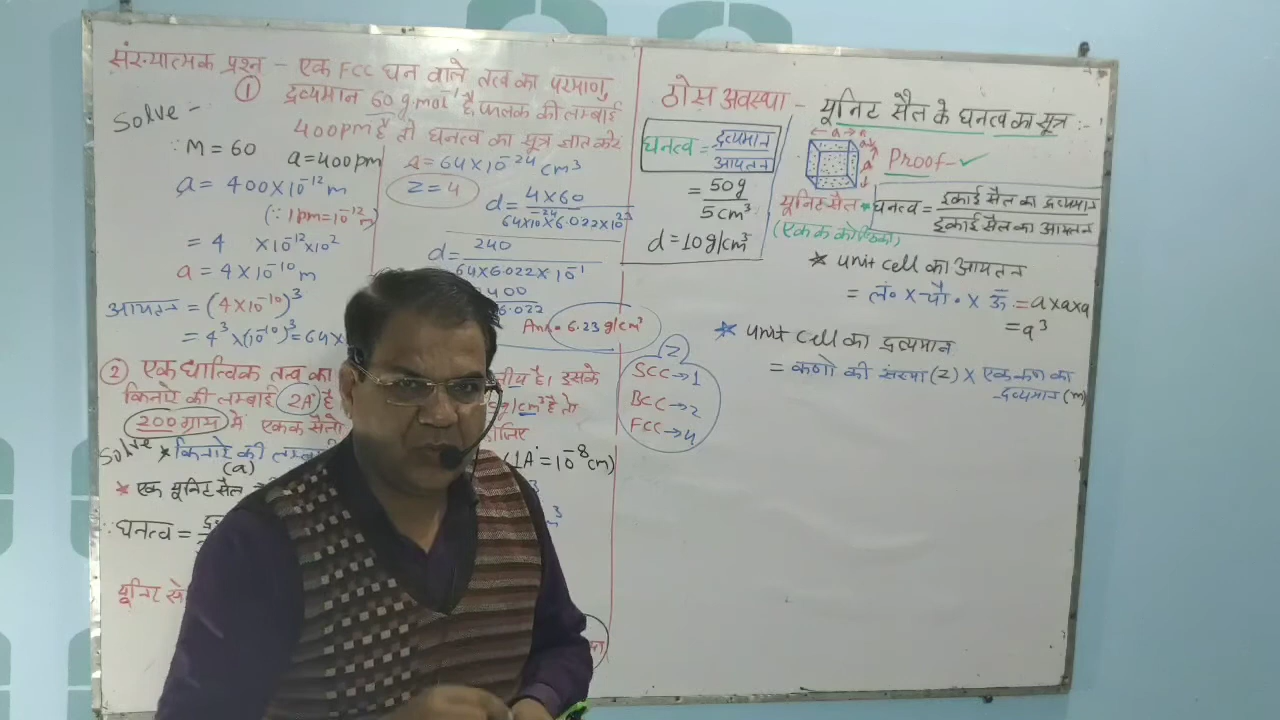 संख्यात्मक प्रश्न - एक FCC घन वाले तत्व का परमाणु
① द्रव्यमान 60 g.mol⁻¹ है, फलक की लम्बाई
400pm है तो घनत्व का सूत्र ज्ञात करे
Solve :-
∵ M = 60 a = 400 pm
a = 400×10⁻¹² m
(∵ 1pm = 10⁻¹² m)
= 4 ×10⁻¹²×10²
a = 4×10⁻¹⁰ m
आयतन = (4×10⁻¹⁰)³
= 4³×(10⁻¹⁰)³ = 64×
a = 64×10⁻²⁴ cm³
Z = 4
d = 4×60
64×10⁻²⁴×6.022×10²³
d = 240
64×6.022×10⁻¹
2400
6.022
Ans = 6.23 g/cm³
② एक धात्विक तत्व का
नीय है। उसके
किनारे की लम्बाई 2A° है
g/cm³ है तो
200 ग्राम में एकक सेलो
Solve * किनारे की लम्बाई
(a)
(1A° = 10⁻⁸ cm)
* एक यूनिट सैल
घनत्व =
यूनिट से
ठोस अवस्था - यूनिट सैल के घनत्व का सूत्र :-
घनत्व = द्रव्यमान
आयतन
= 50g
5 cm³
d = 10 g/cm³
← a →
Proof- ✓
यूनिट सैल
(एकक कोष्ठिका)
* घनत्व = इकाई सैल का द्रव्यमान
इकाई सैल का आयतन
* unit cell का आयतन
= लं० × चौ० × ऊँ = a×a×a
= a³
* unit cell का द्रव्यमान
= कणो की संख्या (Z) × एक कण का
द्रव्यमान (m)
Z
SCC→1
BCC→2
FCC→4